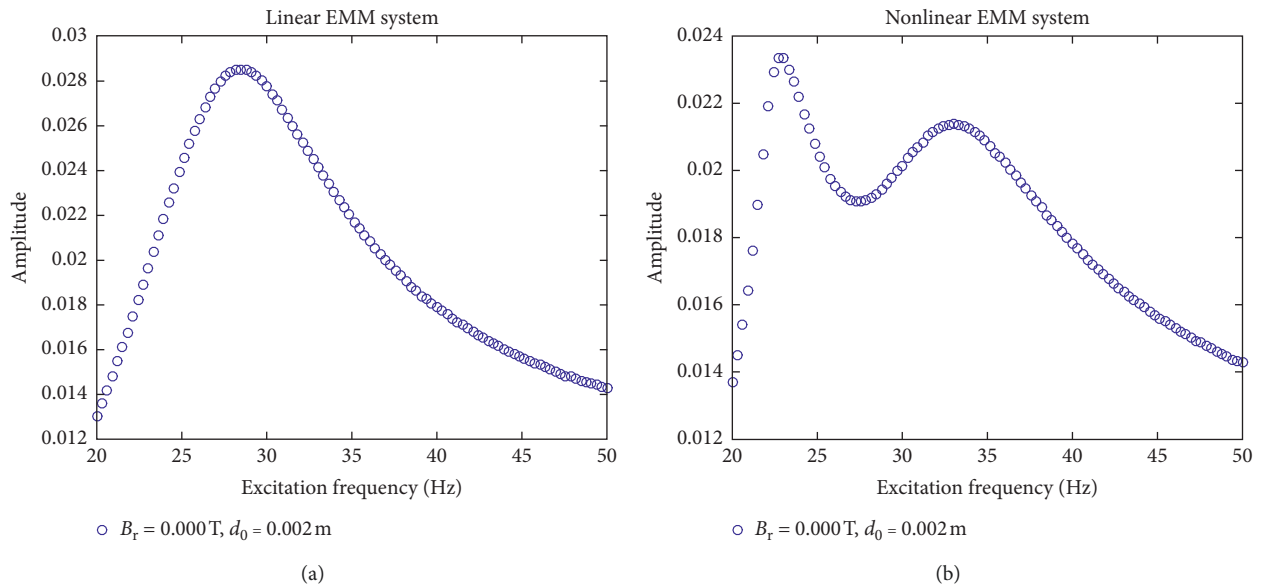 Linear EMM system
0.03
0.028
0.026
0.024
0.022
0.02
0.018
0.016
0.014
0.012
Amplitude
20 25 30 35 40 45 50
Excitation frequency (Hz)
B_r = 0.000 T, d_0 = 0.002 m
(a)
Nonlinear EMM system
0.024
0.022
0.02
0.018
0.016
0.014
0.012
Amplitude
20 25 30 35 40 45 50
Excitation frequency (Hz)
B_r = 0.000 T, d_0 = 0.002 m
(b)